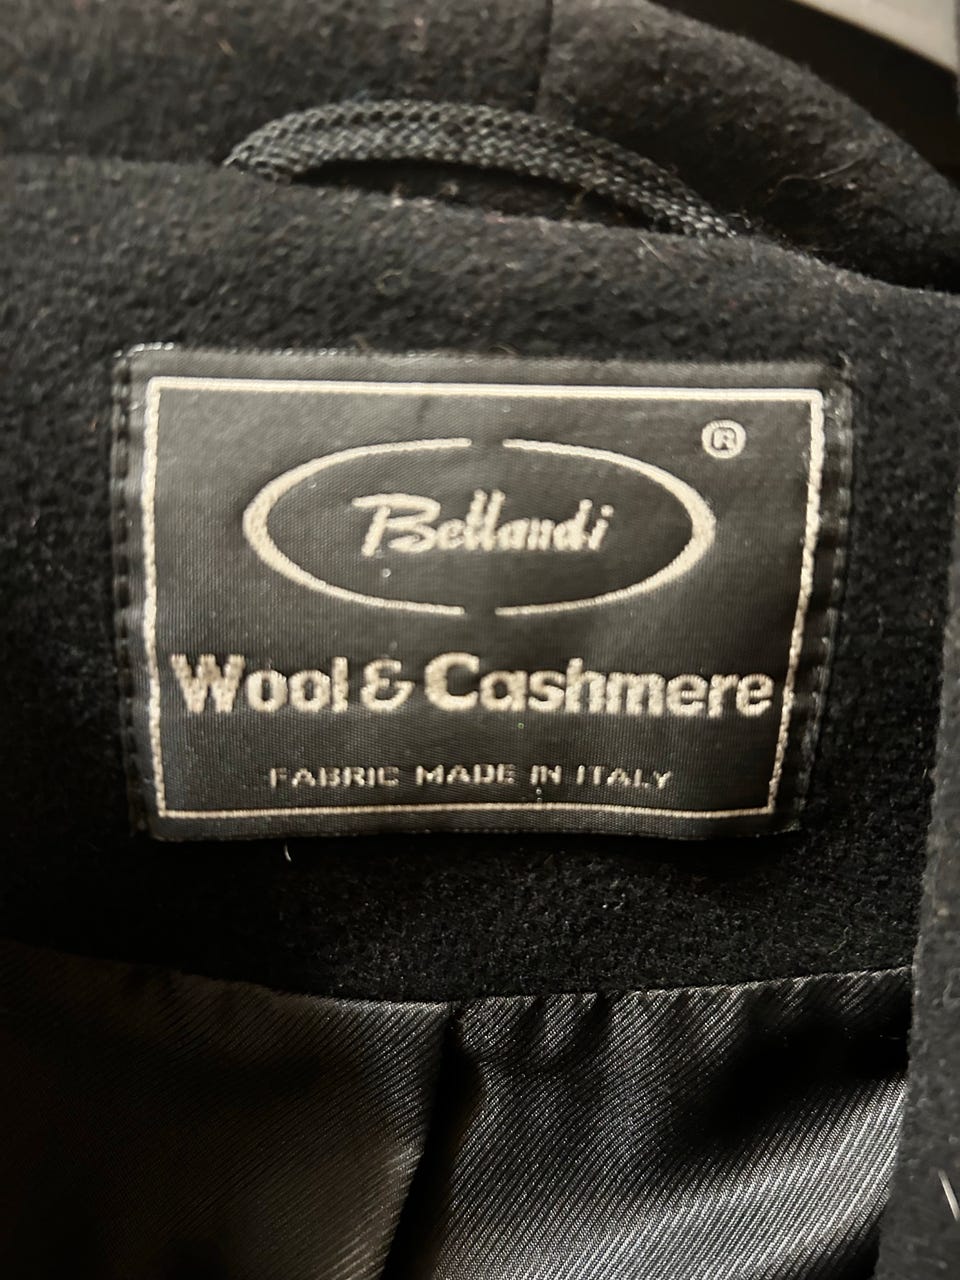 ®
Bellandi
Wool & Cashmere
FABRIC MADE IN ITALY